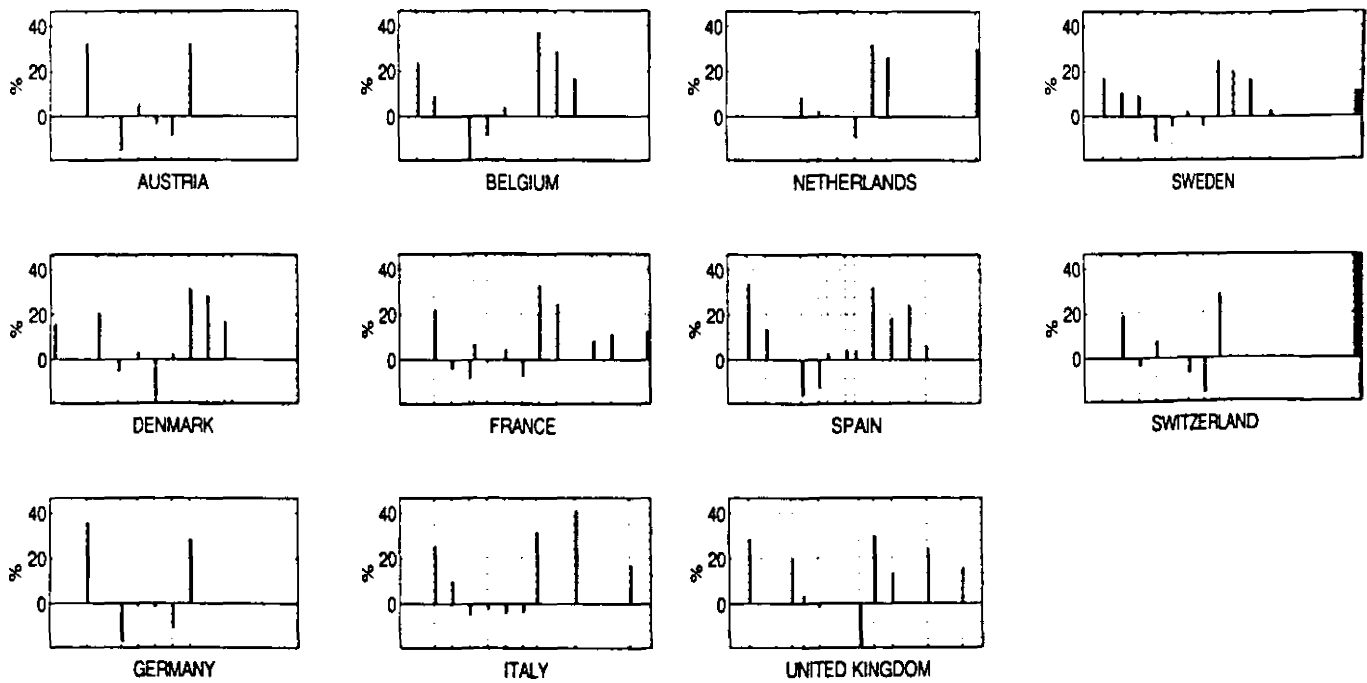 40 40 40 40
20 20 20 20
% % % %
0 0 0 0
AUSTRIA BELGIUM NETHERLANDS SWEDEN
40 40 40 40
20 20 20 20
% % % %
0 0 0 0
DENMARK FRANCE SPAIN SWITZERLAND
40 40 40
20 20 20
% % %
0 0 0
GERMANY ITALY UNITED KINGDOM